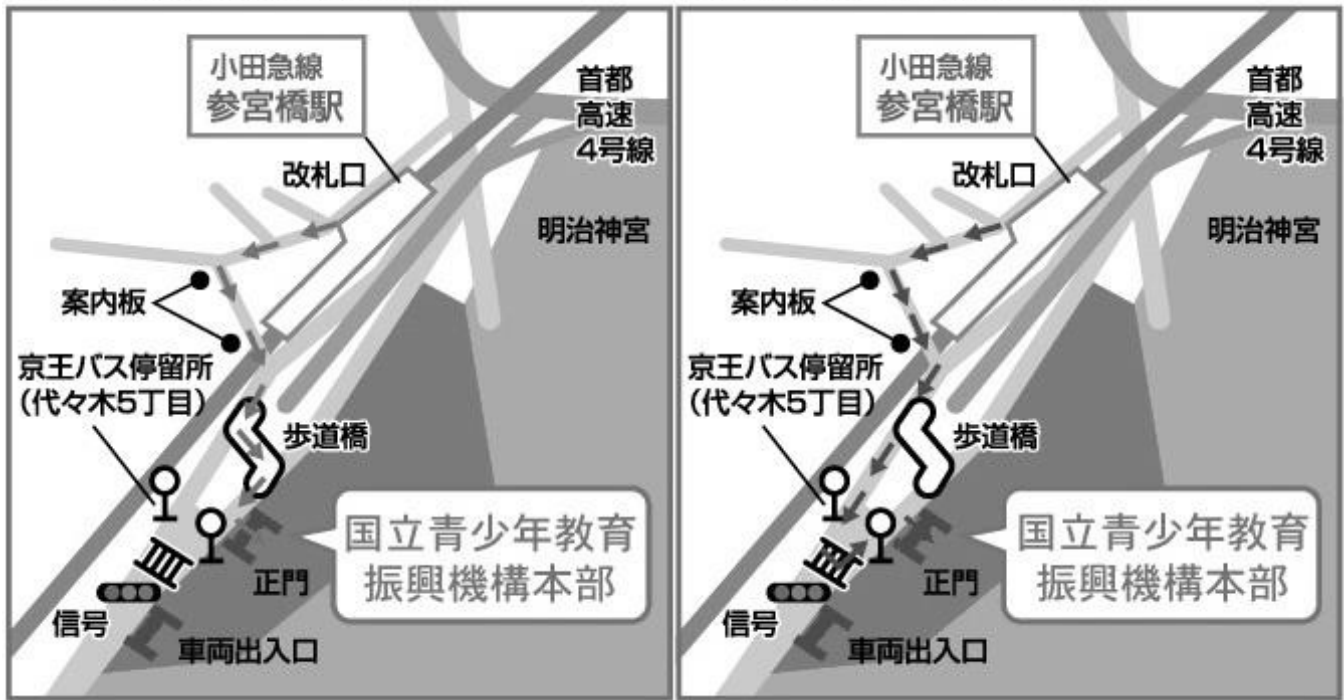 小田急線
参宮橋駅
首都
高速
4号線
改札口
明治神宮
案内板
京王バス停留所
(代々木5丁目)
歩道橋
国立青少年教育
振興機構本部
正門
信号
車両出入口
小田急線
参宮橋駅
首都
高速
4号線
改札口
明治神宮
案内板
京王バス停留所
(代々木5丁目)
歩道橋
国立青少年教育
振興機構本部
正門
信号
車両出入口